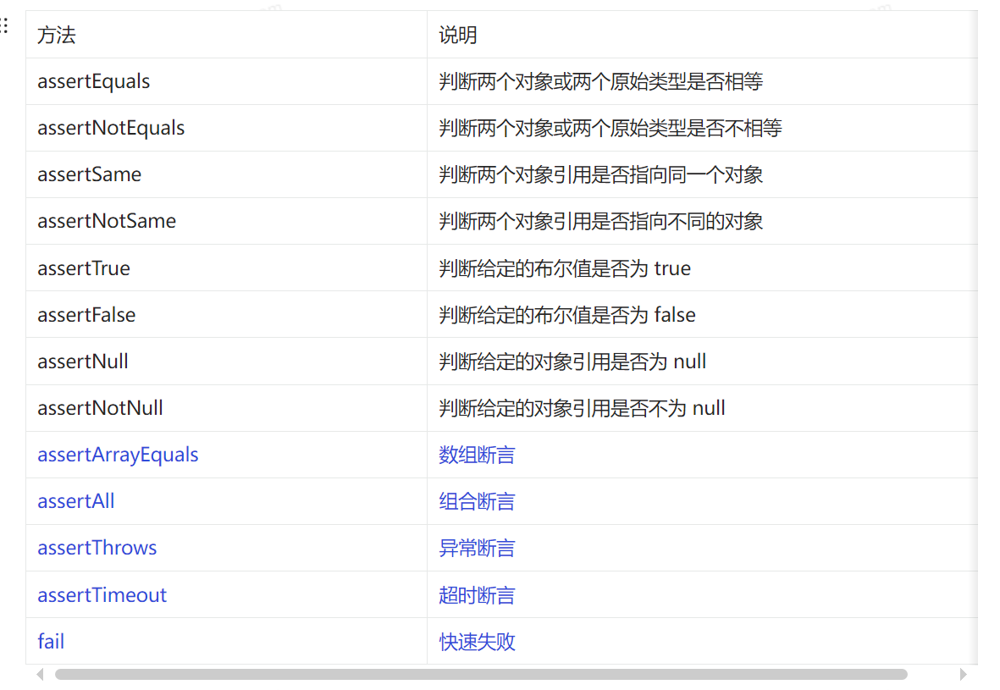 方法 说明
assertEquals 判断两个对象或两个原始类型是否相等
assertNotEquals 判断两个对象或两个原始类型是否不相等
assertSame 判断两个对象引用是否指向同一个对象
assertNotSame 判断两个对象引用是否指向不同的对象
assertTrue 判断给定的布尔值是否为 true
assertFalse 判断给定的布尔值是否为 false
assertNull 判断给定的对象引用是否为 null
assertNotNull 判断给定的对象引用是否不为 null
assertArrayEquals 数组断言
assertAll 组合断言
assertThrows 异常断言
assertTimeout 超时断言
fail 快速失败